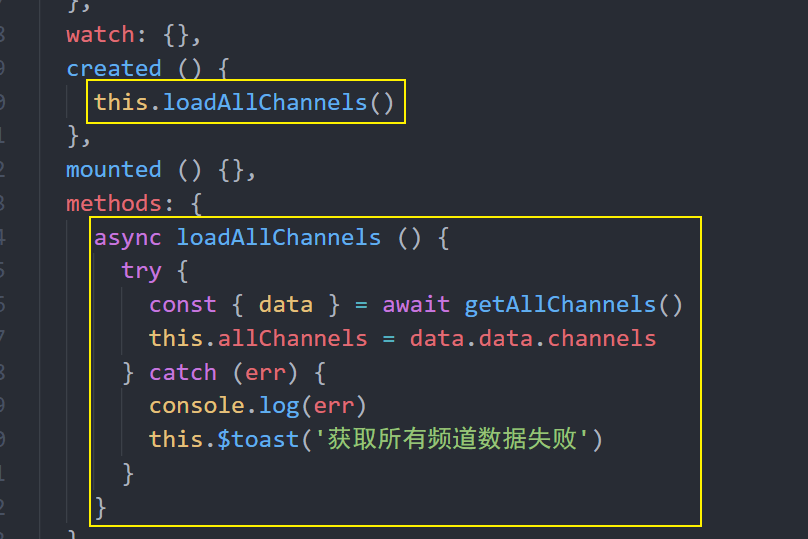 },
watch: {},
created () {
this.loadAllChannels()
},
mounted () {},
methods: {
async loadAllChannels () {
try {
const { data } = await getAllChannels()
this.allChannels = data.data.channels
} catch (err) {
console.log(err)
this.$toast('获取所有频道数据失败')
}
}